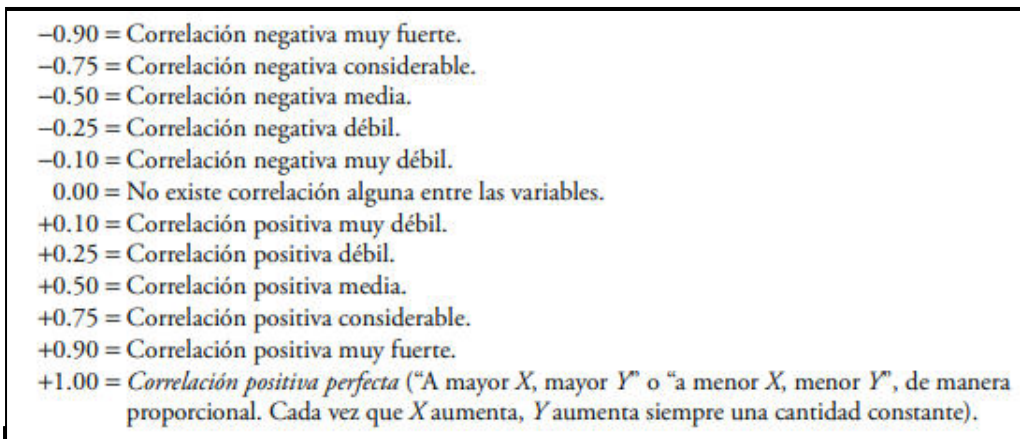 −0.90 = Correlación negativa muy fuerte.
−0.75 = Correlación negativa considerable.
−0.50 = Correlación negativa media.
−0.25 = Correlación negativa débil.
−0.10 = Correlación negativa muy débil.
0.00 = No existe correlación alguna entre las variables.
+0.10 = Correlación positiva muy débil.
+0.25 = Correlación positiva débil.
+0.50 = Correlación positiva media.
+0.75 = Correlación positiva considerable.
+0.90 = Correlación positiva muy fuerte.
+1.00 = Correlación positiva perfecta (“A mayor X, mayor Y” o “a menor X, menor Y”, de manera
proporcional. Cada vez que X aumenta, Y aumenta siempre una cantidad constante).